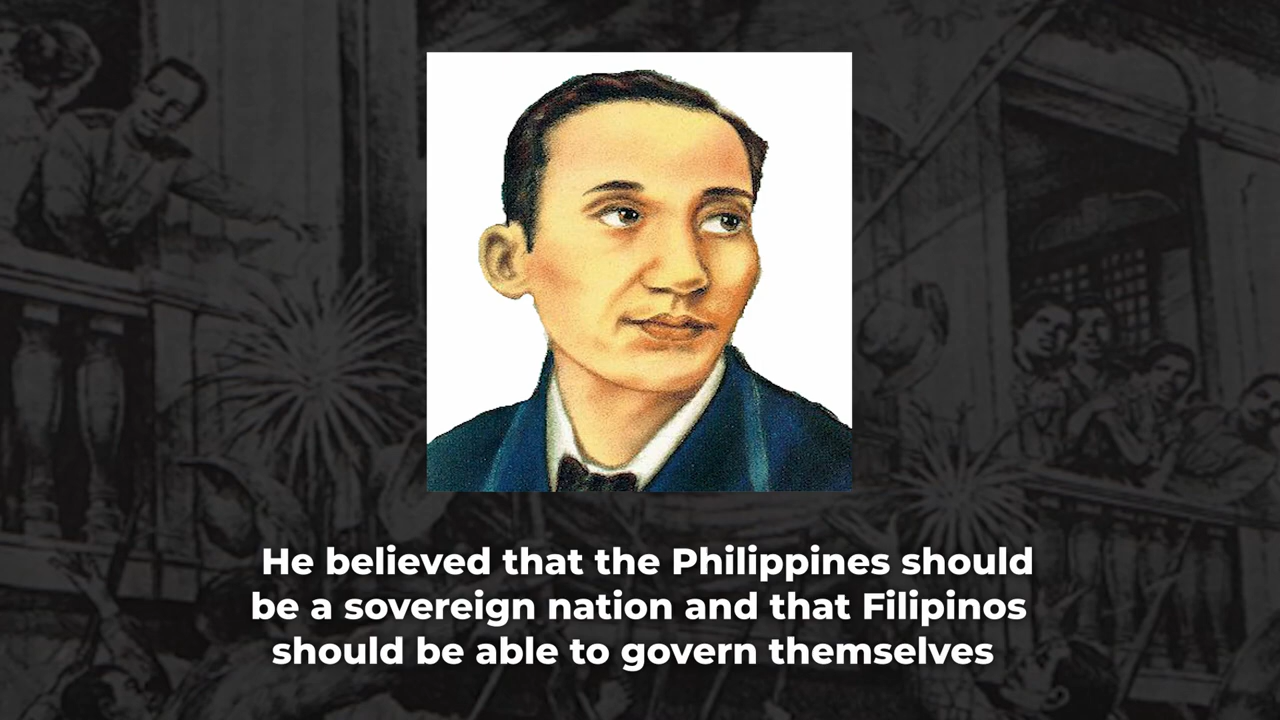 He believed that the Philippines should
be a sovereign nation and that Filipinos
should be able to govern themselves